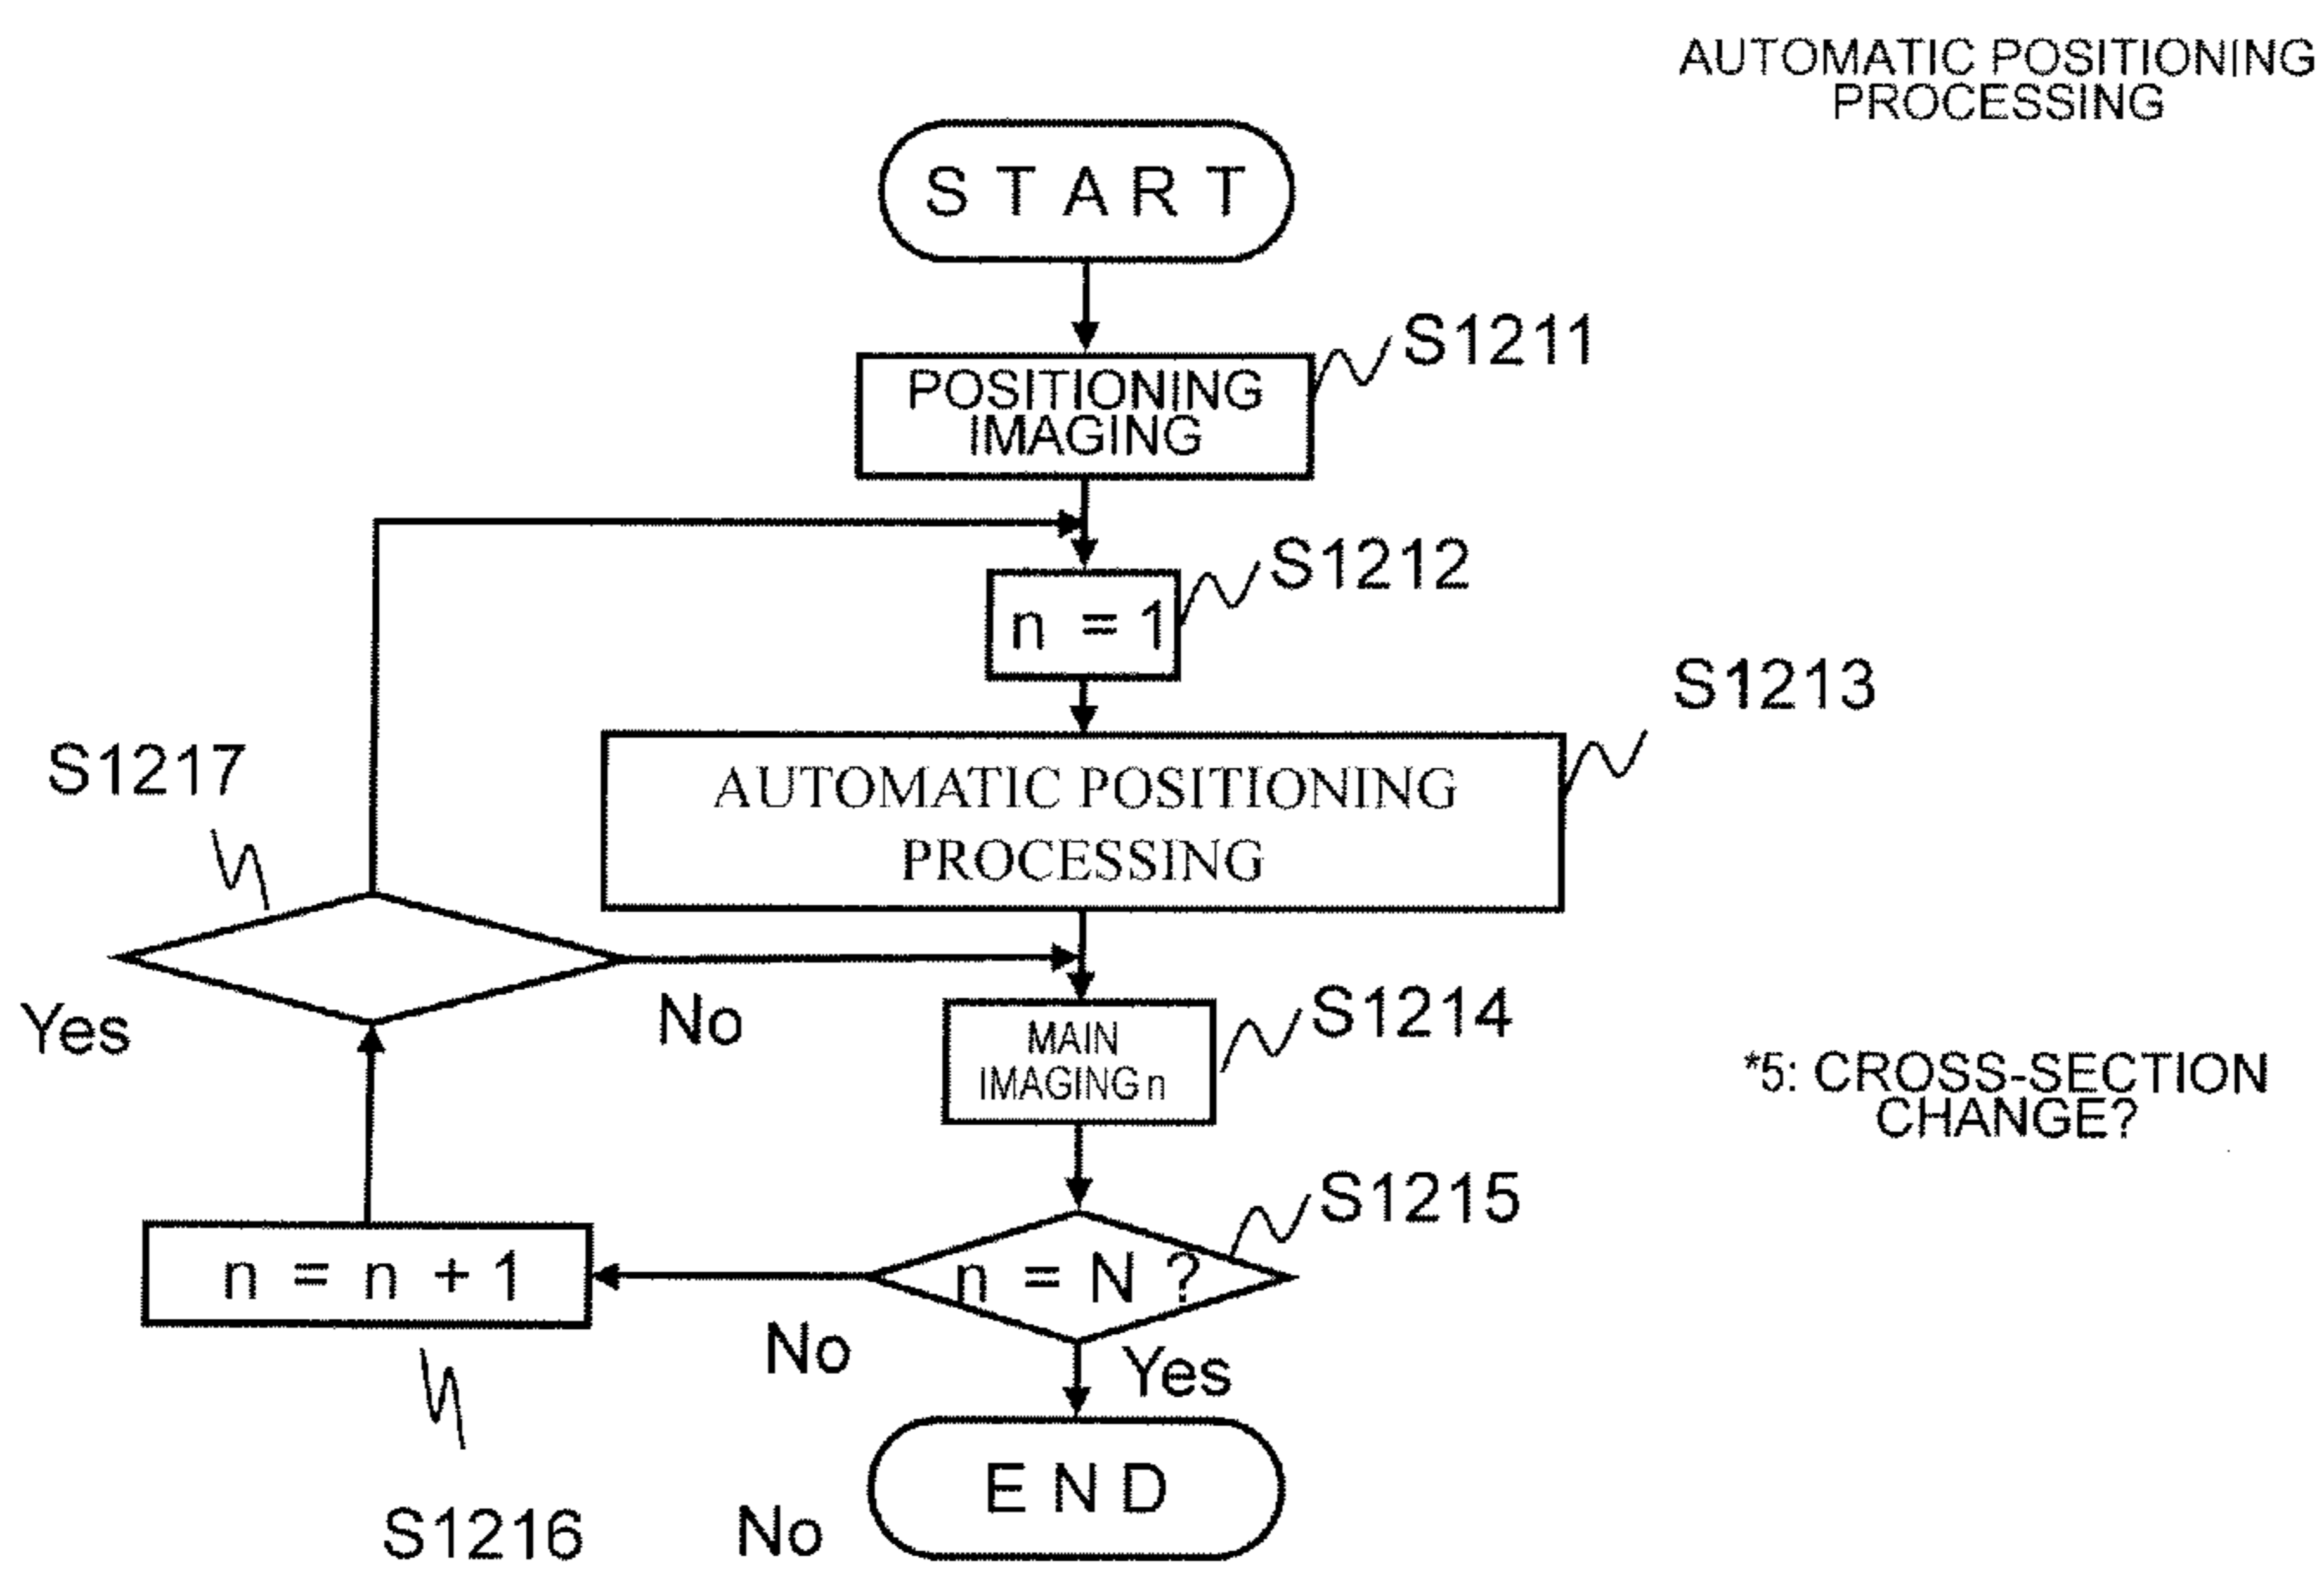 AUTOMATIC POSITIONING
PROCESSING
START
S1211
POSITIONING
IMAGING
S1212
n = 1
S1213
AUTOMATIC POSITIONING
PROCESSING
S1217
Yes
No
S1214
MAIN
IMAGING n
*5: CROSS-SECTION
CHANGE?
S1215
n = N ?
n = n + 1
No
Yes
END
S1216
No